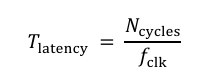 T_latency = N_cycles / f_clk